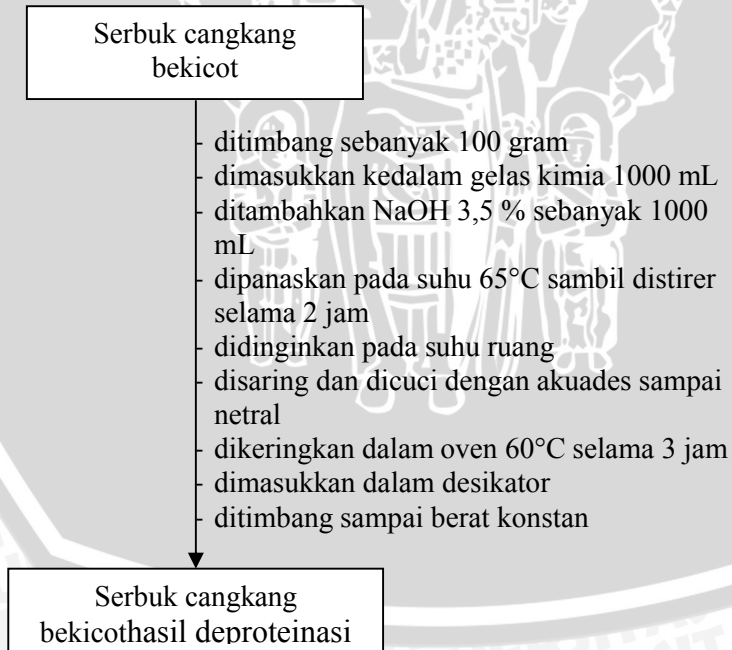 Serbuk cangkang
bekicot
- ditimbang sebanyak 100 gram
- dimasukkan kedalam gelas kimia 1000 mL
- ditambahkan NaOH 3,5 % sebanyak 1000
mL
- dipanaskan pada suhu 65°C sambil distirer
selama 2 jam
- didinginkan pada suhu ruang
- disaring dan dicuci dengan akuades sampai
netral
- dikeringkan dalam oven 60°C selama 3 jam
- dimasukkan dalam desikator
- ditimbang sampai berat konstan
Serbuk cangkang
bekicothasil deproteinasi